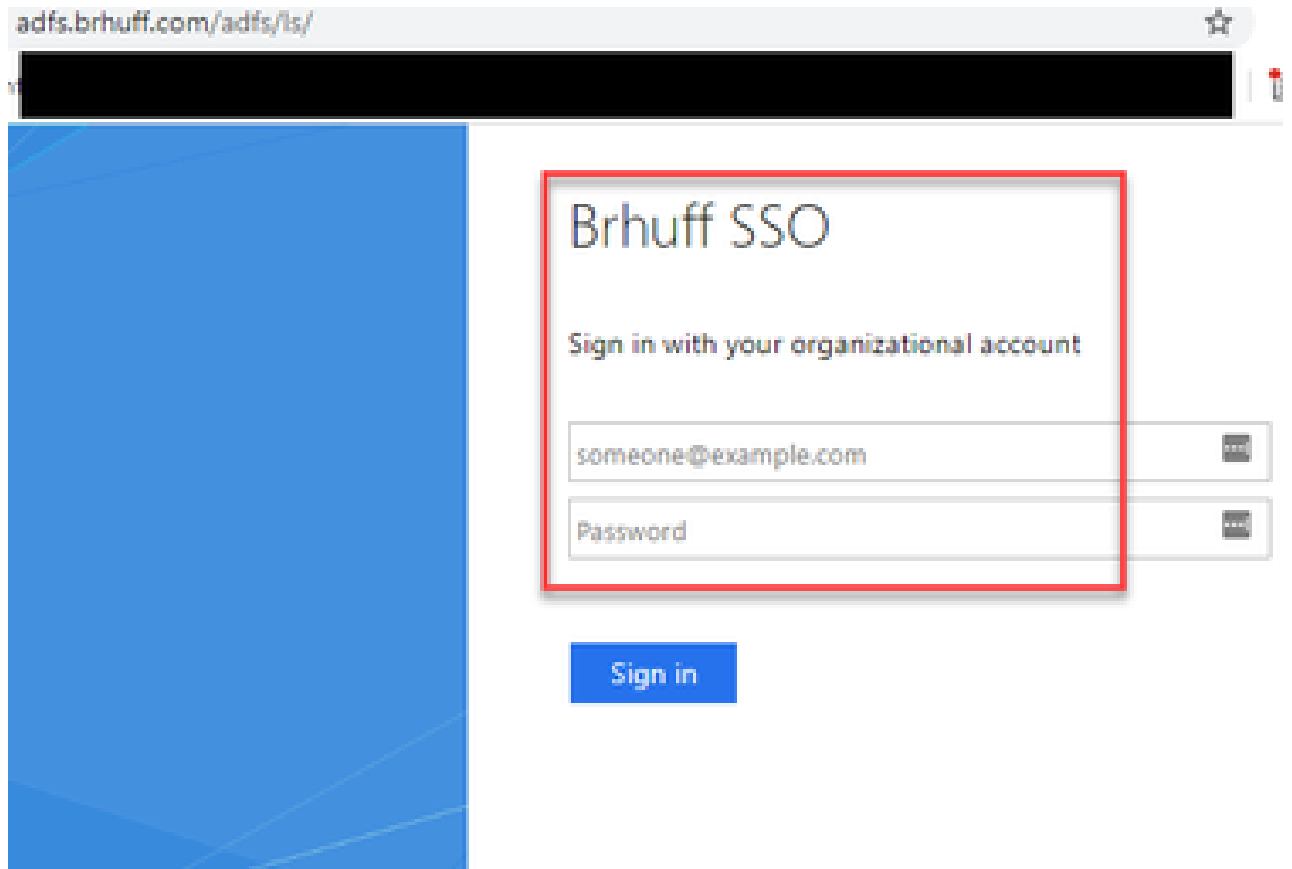 adfs.brhuff.com/adfs/ls/
Brhuff SSO
Sign in with your organizational account
someone@example.com
Password
Sign in